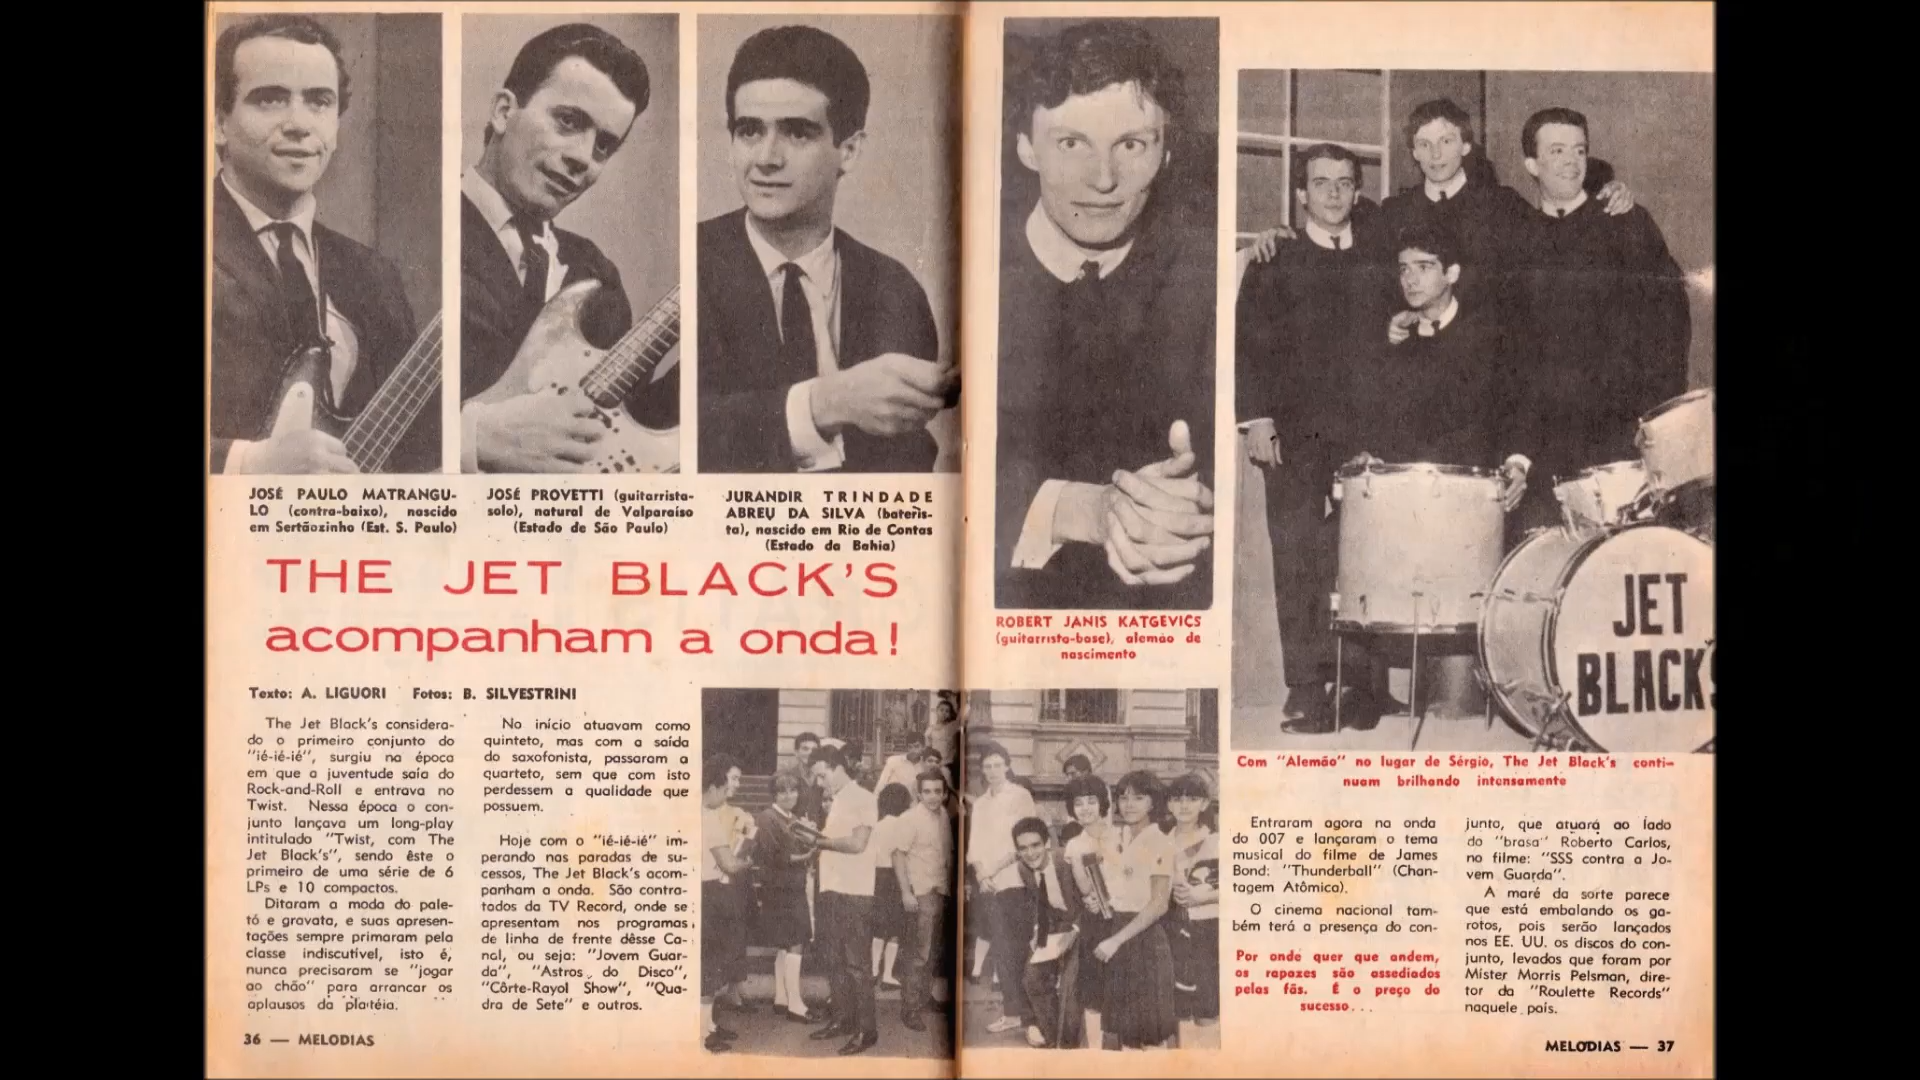 JOSÉ PAULO MATRANGU-
LO (contra-baixo), nascido
em Sertãozinho (Est. S. Paulo)
JOSÉ PROVETTI (guitarrista-
solo), natural de Valparaíso
(Estado de São Paulo)
JURANDIR TRINDADE
ABREU DA SILVA (bateris-
ta), nascido em Rio de Contas
(Estado da Bahia)
THE JET BLACK'S
acompanham a onda!
Texto: A. LIGUORI Fotos: B. SILVESTRINI
The Jet Black's considera-
do o primeiro conjunto do
"ié-ié-ié", surgiu na época
em que a juventude saía do
Rock-and-Roll e entrava no
Twist. Nessa época o con-
junto lançava um long-play
intitulado "Twist, com The
Jet Black's", sendo êste o
primeiro de uma série de 6
LPs e 10 compactos.
Ditaram a moda do pale-
tó e gravata, e suas apresen-
tações sempre primaram pela
classe indiscutível, isto é,
nunca precisaram se "jogar
ao chão" para arrancar os
aplausos da platéia.
No início atuavam como
quinteto, mas com a saída
do saxofonista, passaram a
quarteto, sem que com isto
perdessem a qualidade que
possuem.
Hoje com o "ié-ié-ié" im-
perando nas paradas de su-
cessos, The Jet Black's acom-
panham a onda. São contra-
tados da TV Record, onde se
apresentam nos programas
de linha de frente dêsse Ca-
nal, ou seja: "Jovem Guar-
da", "Astros do Disco",
"Côrte-Rayol Show", "Qua-
dra de Sete" e outros.
36 — MELODIAS
ROBERT JANIS KATGEVICS
(guitarrista-base), alemão de
nascimento
JET
BLACK'S
Com "Alemão" no lugar de Sérgio, The Jet Black's conti-
nuam brilhando intensamente
Entraram agora na onda
do 007 e lançaram o tema
musical do filme de James
Bond: "Thunderball" (Chan-
tagem Atômica).
O cinema nacional tam-
bém terá a presença do con-
Por onde quer que andem,
os rapazes são assediados
pelas fãs. É o preço do
sucesso...
junto, que atuará ao lado
do "brasa" Roberto Carlos,
no filme: "SSS contra a Jo-
vem Guarda".
A maré da sorte parece
que está embalando os ga-
rotos, pois serão lançados
nos EE. UU. os discos do con-
junto, levados que foram por
Míster Morris Pelsman, dire-
tor da "Roulette Records"
naquele país.
MELODIAS — 37